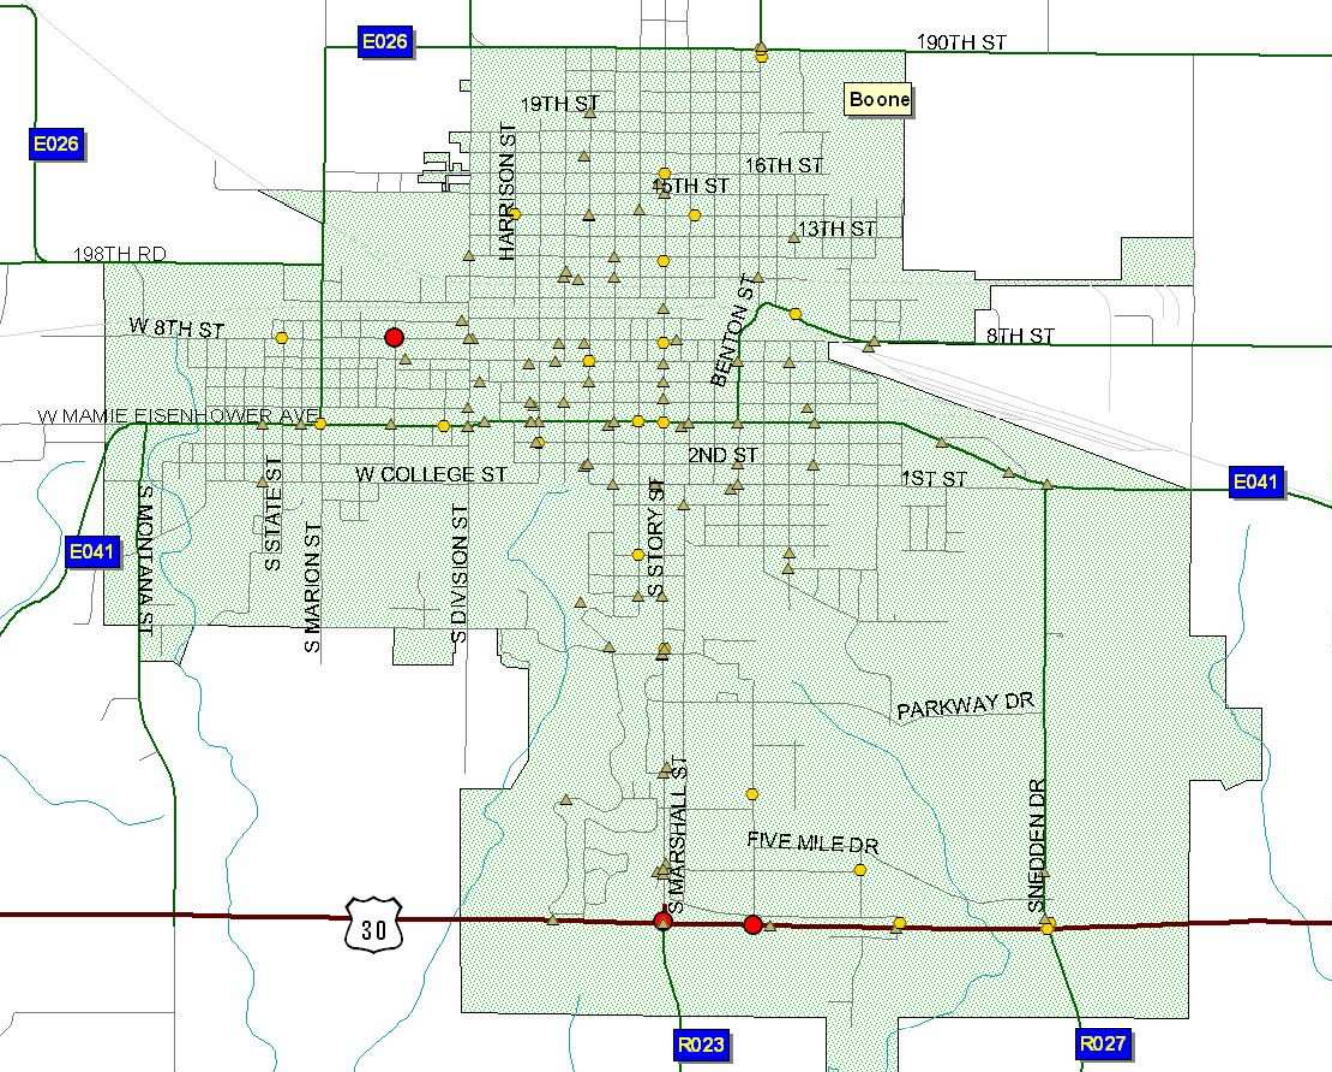 E026
190TH ST
Boone
19TH ST
E026
HARRISON ST
16TH ST
15TH ST
13TH ST
198TH RD
BENTON ST
W 8TH ST
8TH ST
W MAMIE EISENHOWER AVE
2ND ST
W COLLEGE ST
1ST ST
E041
S STATE ST
S STORY ST
S MONTANA ST
S MARION ST
S DIVISION ST
E041
PARKWAY DR
S MARSHALL ST
SNEDDEN DR
FIVE MILE DR
30
R023
R027